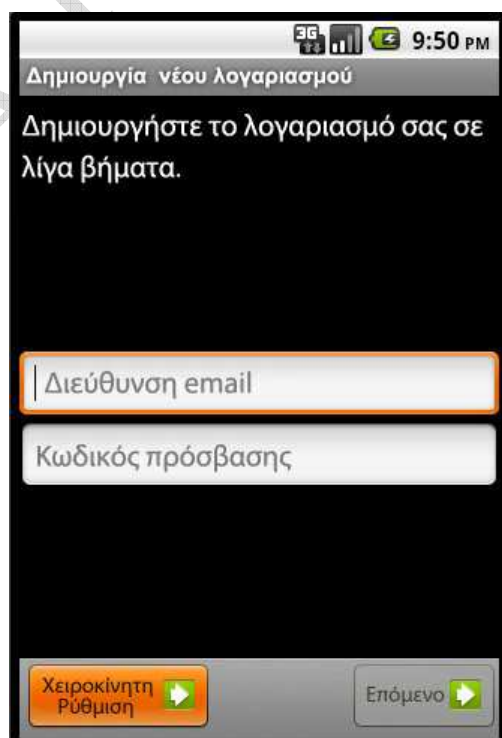 3G 9:50 PM
Δημιουργία νέου λογαριασμού
Δημιουργήστε το λογαριασμό σας σε
λίγα βήματα.
Διεύθυνση email
Κωδικός πρόσβασης
Χειροκίνητη
Ρύθμιση
Επόμενο